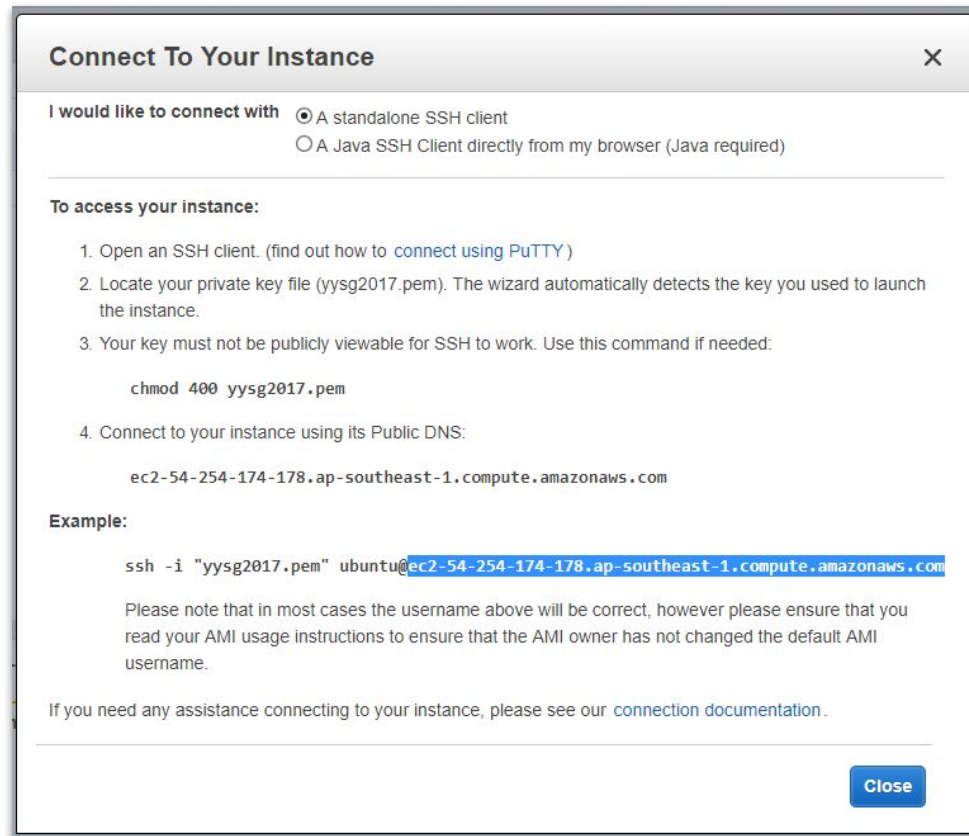 Connect To Your Instance
I would like to connect with
A standalone SSH client
A Java SSH Client directly from my browser (Java required)
To access your instance:
1. Open an SSH client. (find out how to connect using PuTTY)
2. Locate your private key file (yysg2017.pem). The wizard automatically detects the key you used to launch
the instance.
3. Your key must not be publicly viewable for SSH to work. Use this command if needed:
chmod 400 yysg2017.pem
4. Connect to your instance using its Public DNS:
ec2-54-254-174-178.ap-southeast-1.compute.amazonaws.com
Example:
ssh -i "yysg2017.pem" ubuntu@ec2-54-254-174-178.ap-southeast-1.compute.amazonaws.com
Please note that in most cases the username above will be correct, however please ensure that you
read your AMI usage instructions to ensure that the AMI owner has not changed the default AMI
username.
If you need any assistance connecting to your instance, please see our connection documentation.
Close